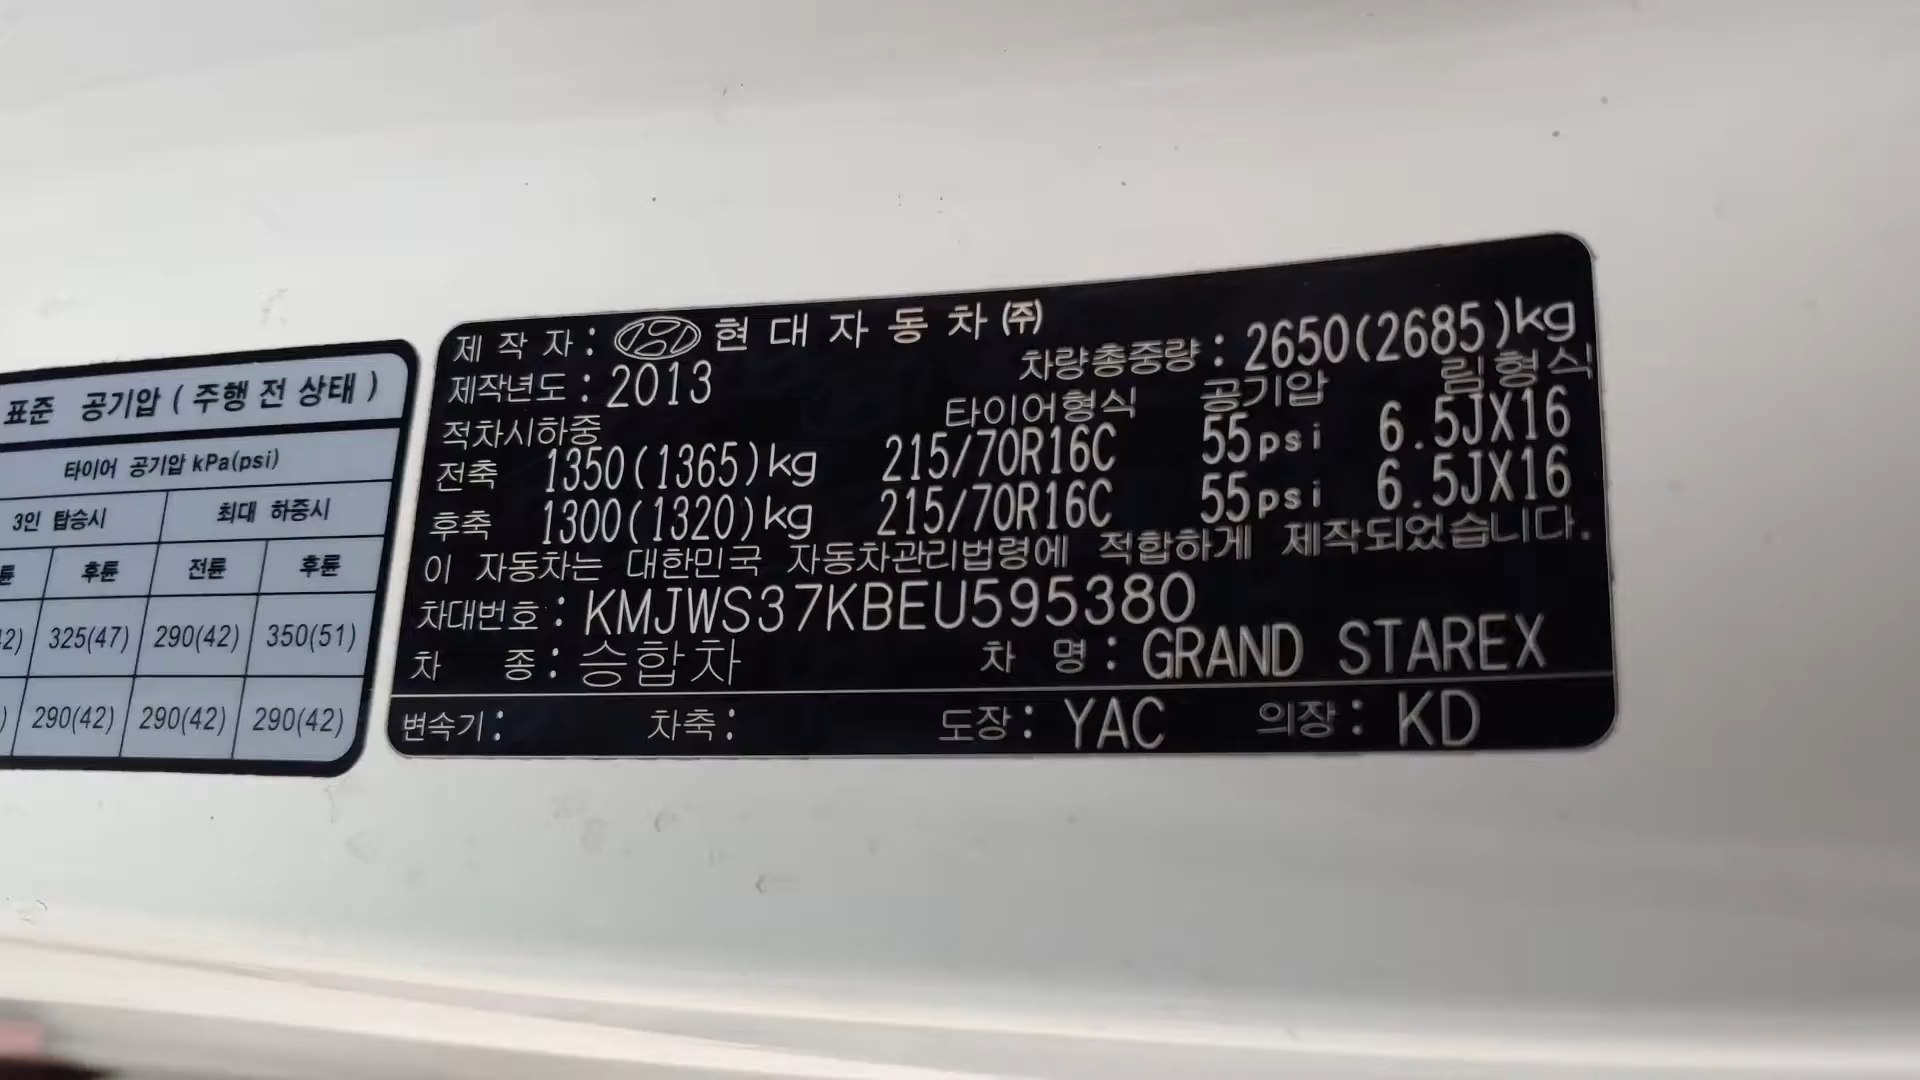 표준 공기압 ( 주행 전 상태 )
타이어 공기압 kPa(psi)
3인 탑승시 최대 하중시
후륜 전륜 후륜
325(47) 290(42) 350(51)
290(42) 290(42) 290(42)
제 작 자 : 현 대 자 동 차 ㈜
제작년도 : 2013 차량총중량 : 2650(2685)kg
적차시하중 타이어형식 공기압 림형식
전축 1350(1365)kg 215/70R16C 55psi 6.5JX16
후축 1300(1320)kg 215/70R16C 55psi 6.5JX16
이 자동차는 대한민국 자동차관리법령에 적합하게 제작되었습니다.
차대번호 : KMJWS37KBEU595380
차 종 : 승합차 차 명 : GRAND STAREX
변속기 : 차축 : 도장 : YAC 의장 : KD